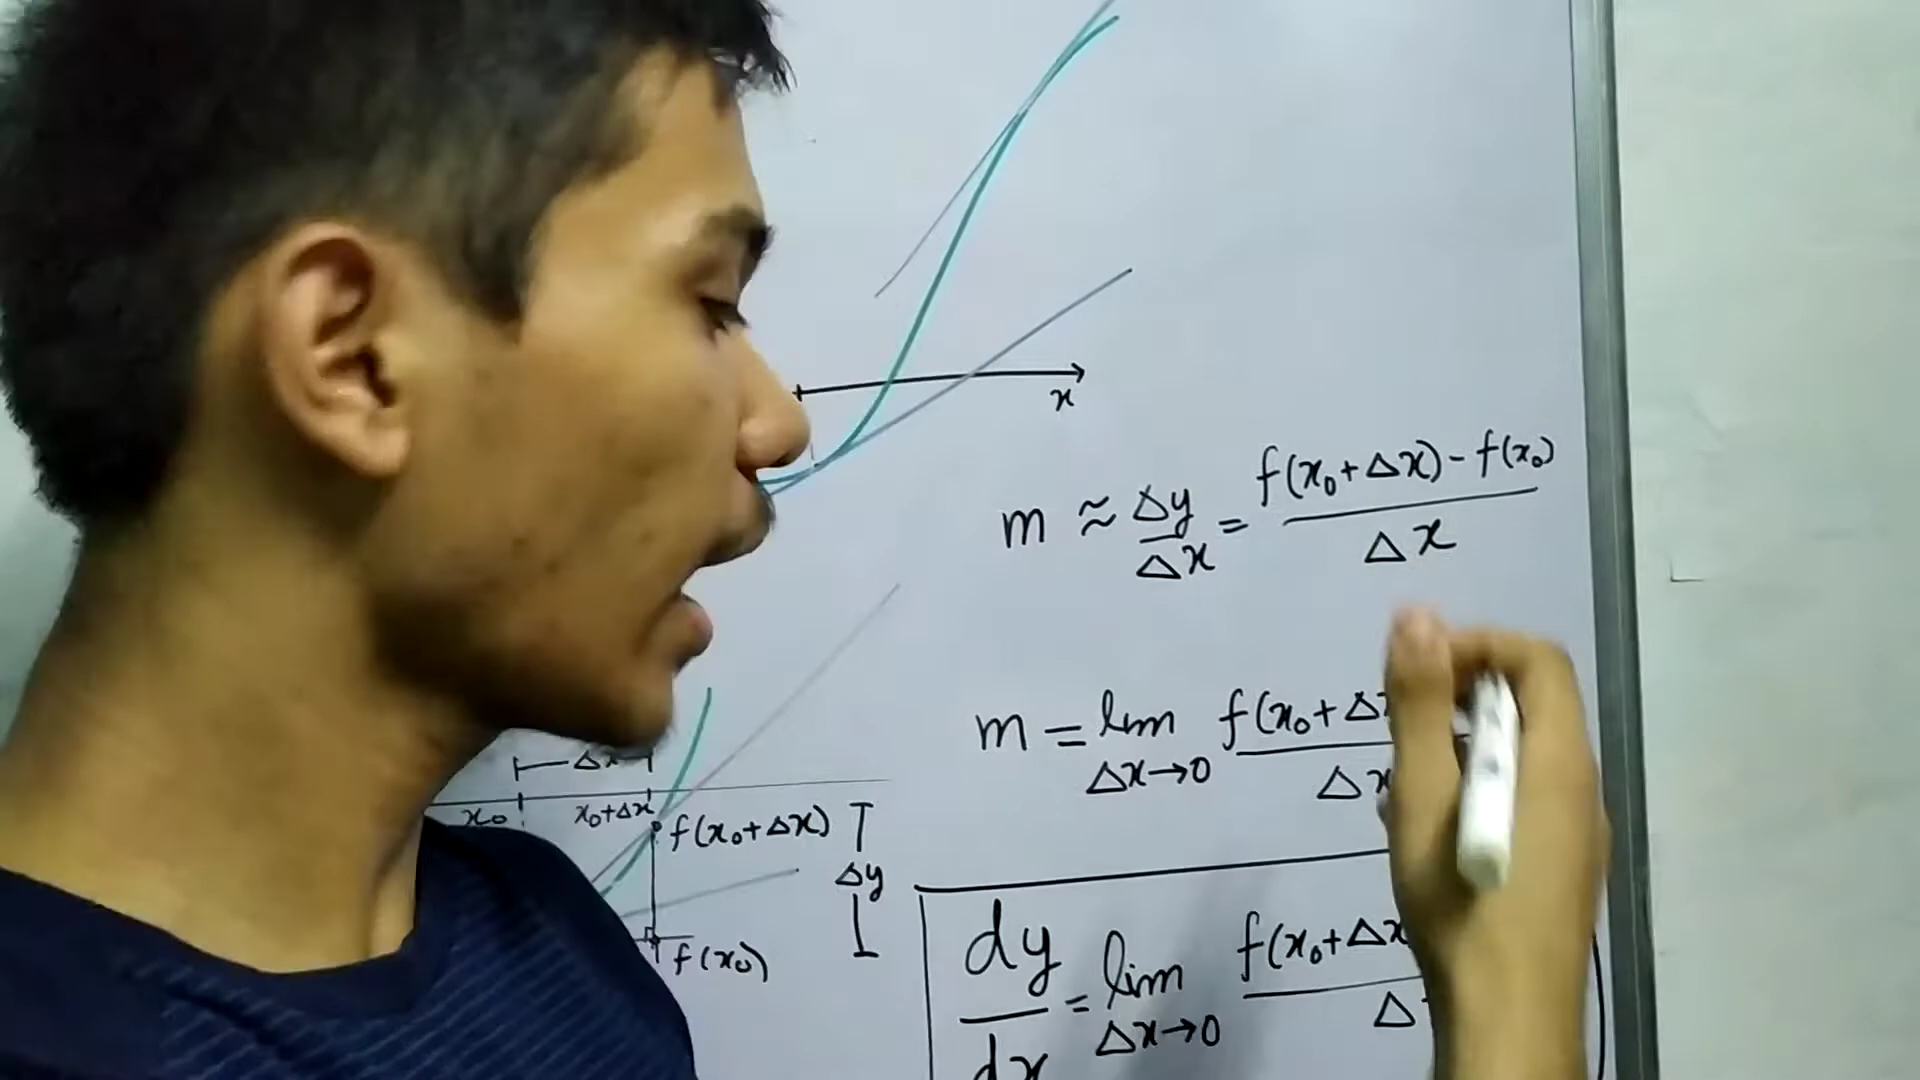 x
m ≈ Δy/Δx = f(x₀+Δx) - f(x₀)/Δx
m = lim Δx→0 f(x₀+Δx/Δx
Δx
x₀ x₀+Δx
f(x₀+Δx)
Δy
f(x₀)
dy/dx = lim Δx→0 f(x₀+Δx/Δ